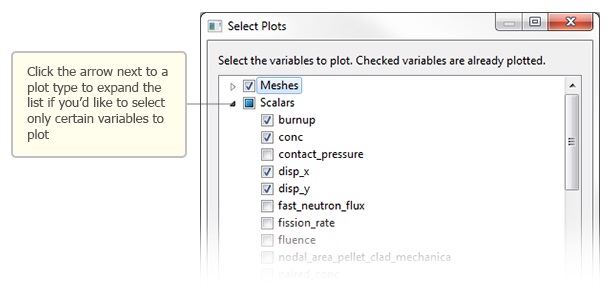 Select Plots
Select the variables to plot. Checked variables are already plotted.
Click the arrow next to a
plot type to expand the
list if you'd like to select
only certain variables to
plot
Meshes
Scalars
burnup
conc
contact_pressure
disp_x
disp_y
fast_neutron_flux
fission_rate
fluence
nodal_area_pellet_clad_mechanica
paired_conc